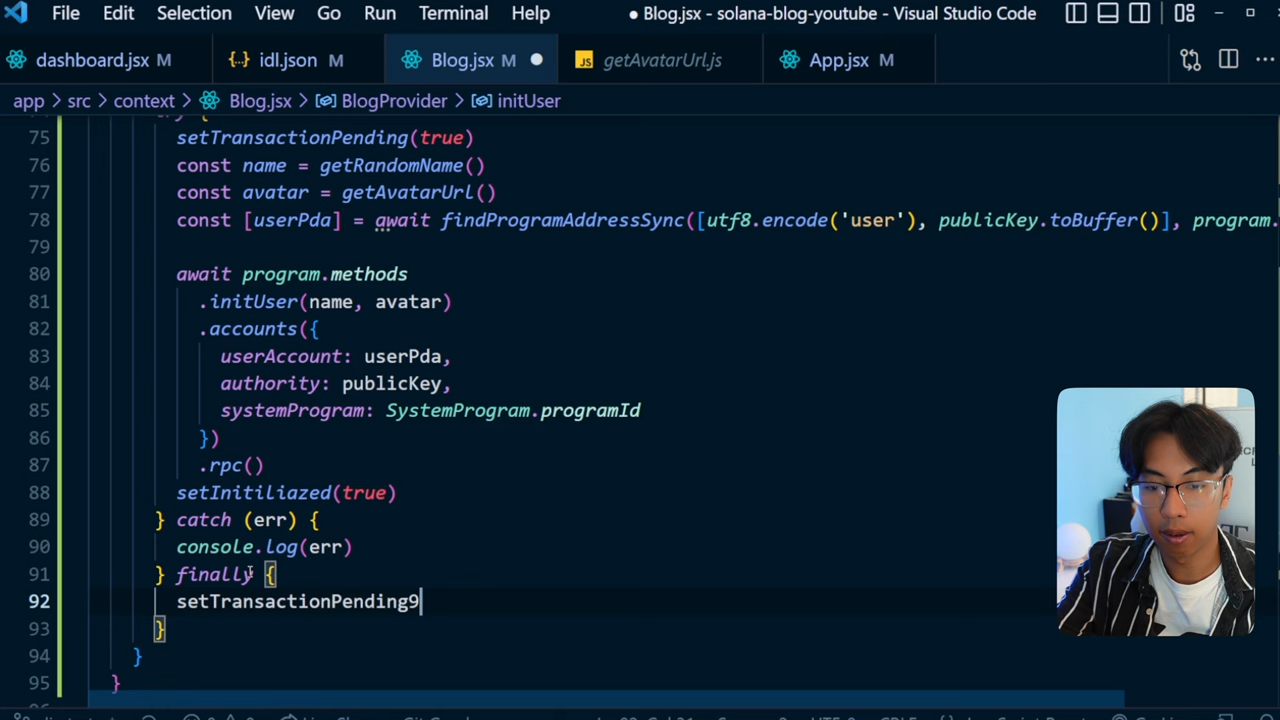 File Edit Selection View Go Run Terminal Help ● Blog.jsx - solana-blog-youtube - Visual Studio Code
dashboard.jsx M {..} idl.json M Blog.jsx M ● JS getAvatarUrl.js App.jsx M
app > src > context > Blog.jsx > BlogProvider > initUser
75 setTransactionPending(true)
76 const name = getRandomName()
77 const avatar = getAvatarUrl()
78 const [userPda] = await findProgramAddressSync([utf8.encode('user'), publicKey.toBuffer()], program.
79
80 await program.methods
81 .initUser(name, avatar)
82 .accounts({
83 userAccount: userPda,
84 authority: publicKey,
85 systemProgram: SystemProgram.programId
86 })
87 .rpc()
88 setInitiliazed(true)
89 } catch (err) {
90 console.log(err)
91 } finally {
92 setTransactionPending9
93 }
94 }
95 }